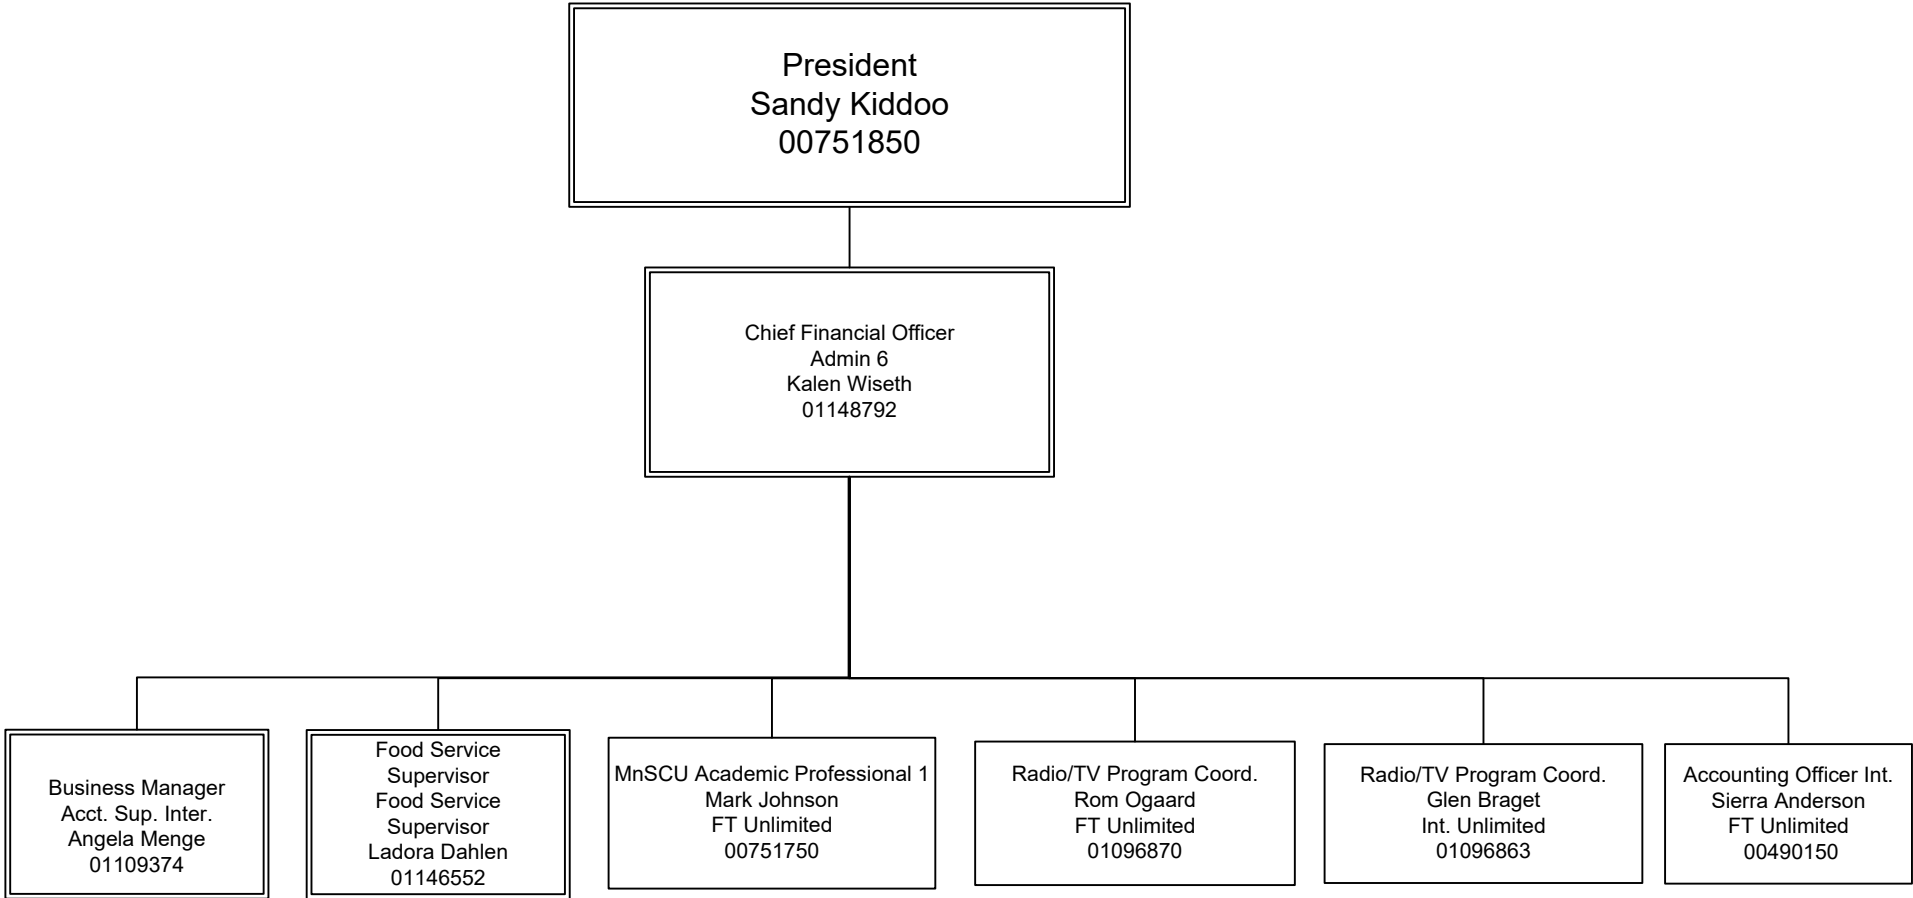 President
Sandy Kiddoo
00751850
Chief Financial Officer
Admin 6
Kalen Wiseth
01148792
Business Manager
Acct. Sup. Inter.
Angela Menge
01109374
Food Service
Supervisor
Food Service
Supervisor
Ladora Dahlen
01146552
MnSCU Academic Professional 1
Mark Johnson
FT Unlimited
00751750
Radio/TV Program Coord.
Rom Ogaard
FT Unlimited
01096870
Radio/TV Program Coord.
Glen Braget
Int. Unlimited
01096863
Accounting Officer Int.
Sierra Anderson
FT Unlimited
00490150